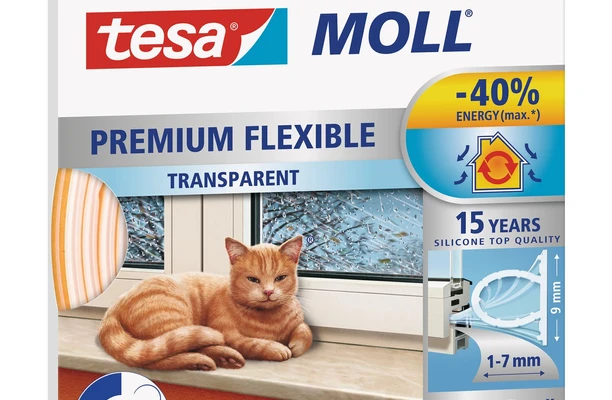 tesa® MOLL®
-40%
ENERGY (max.*)
PREMIUM FLEXIBLE
TRANSPARENT
15 YEARS
SILICONE TOP QUALITY
9 mm
1-7 mm